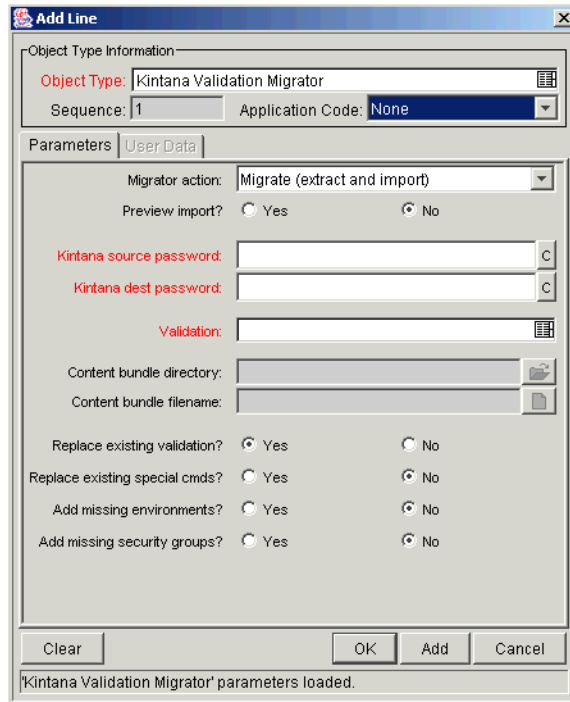 Add Line
Object Type Information
Object Type: Kintana Validation Migrator
Sequence: 1 Application Code: None
Parameters User Data
Migrator action: Migrate (extract and import)
Preview import? Yes No
Kintana source password: C
Kintana dest password: C
Validation:
Content bundle directory:
Content bundle filename:
Replace existing validation? Yes No
Replace existing special cmds? Yes No
Add missing environments? Yes No
Add missing security groups? Yes No
Clear OK Add Cancel
'Kintana Validation Migrator' parameters loaded.